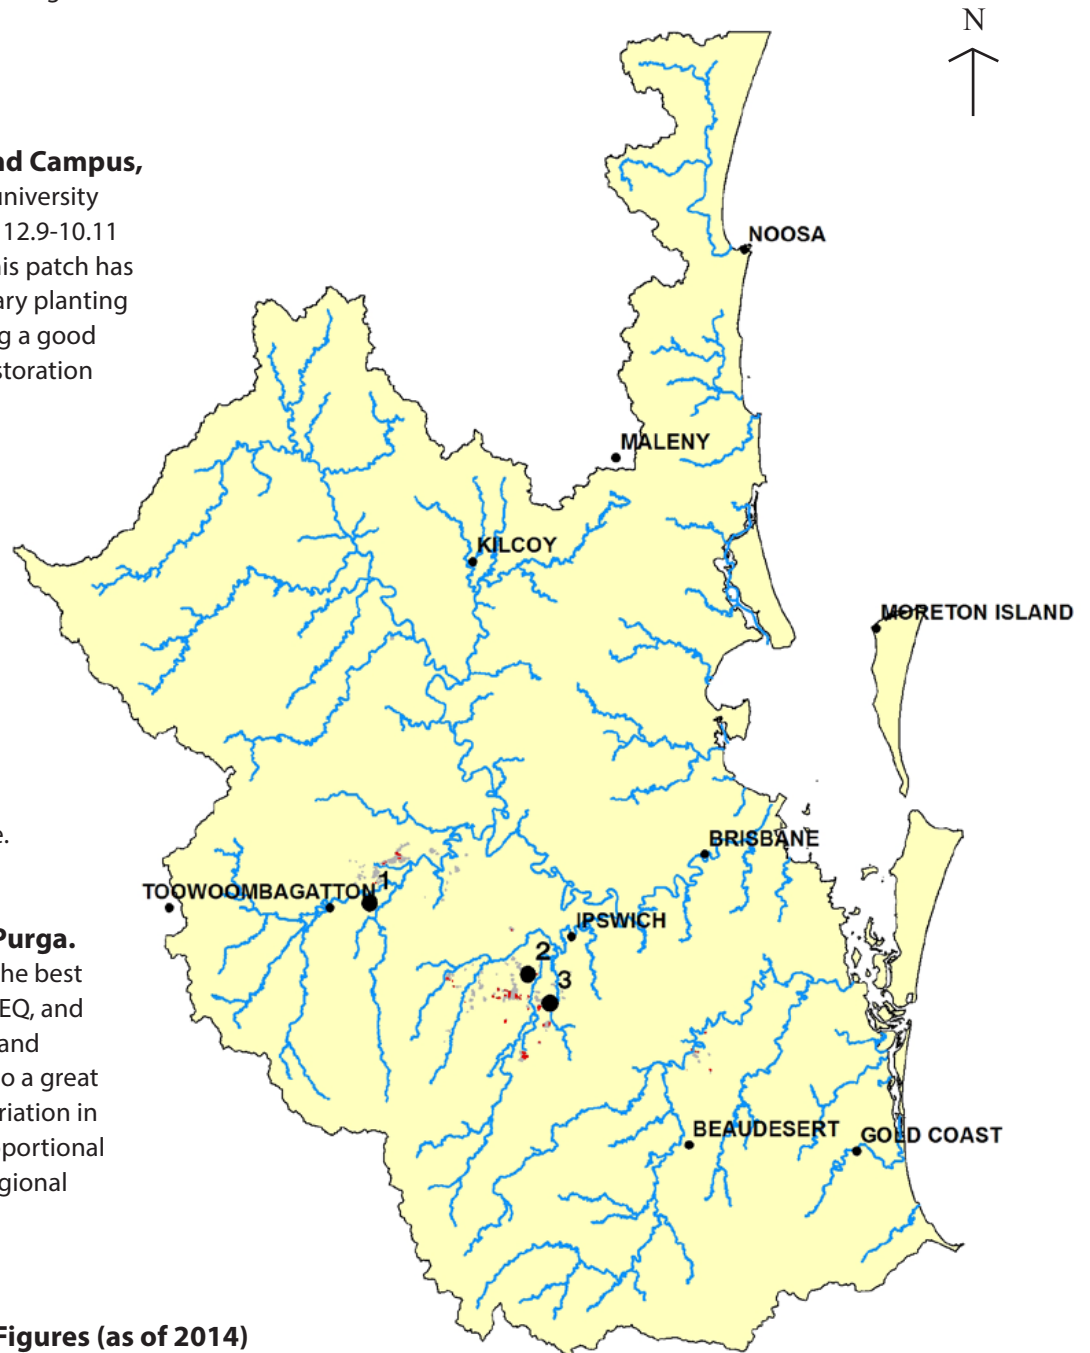 nd Campus,
university
12.9-10.11
is patch has
ary planting
g a good
storation
e.
Purga.
he best
EQ, and
and
o a great
riation in
portional
gional
Figures (as of 2014)
N
NOOSA
MALENY
KILCOY
MORETON ISLAND
BRISBANE
1
TOOWOOMBA GATTON
IPSWICH
2
3
BEAUDESERT
GOLD COAST